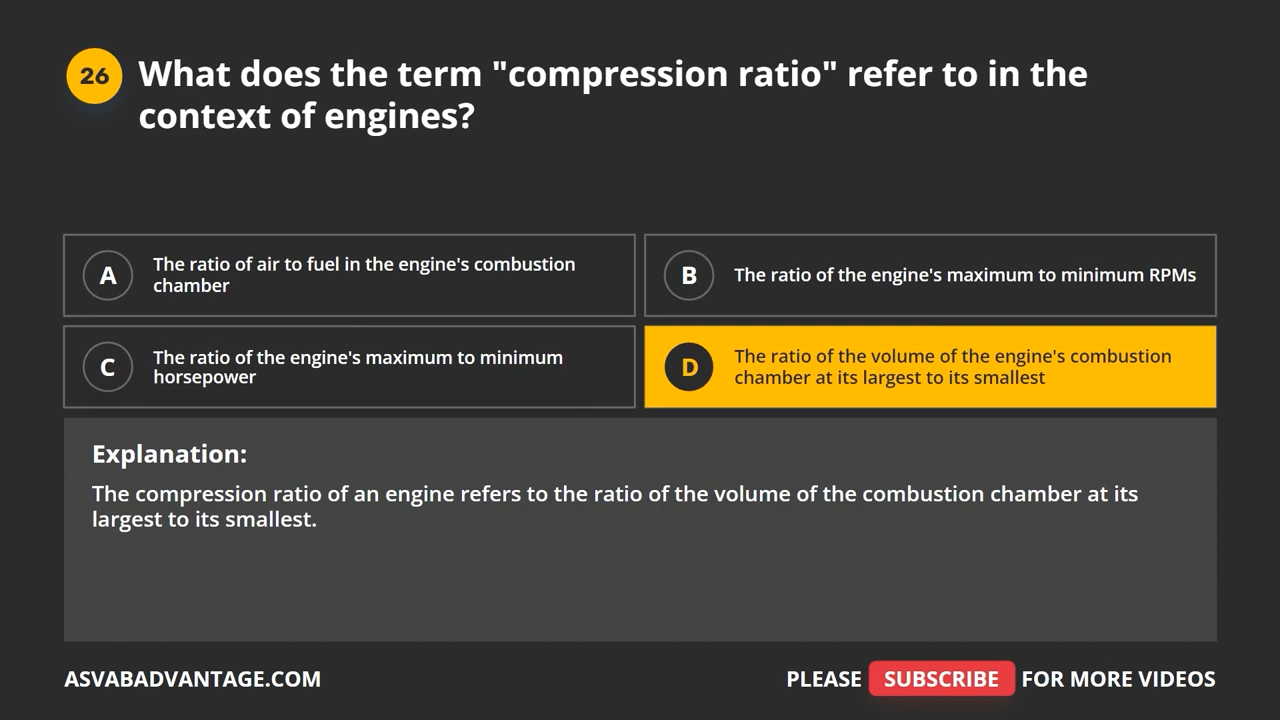 26
What does the term "compression ratio" refer to in the
context of engines?
A
The ratio of air to fuel in the engine's combustion
chamber
B
The ratio of the engine's maximum to minimum RPMs
C
The ratio of the engine's maximum to minimum
horsepower
D
The ratio of the volume of the engine's combustion
chamber at its largest to its smallest
Explanation:
The compression ratio of an engine refers to the ratio of the volume of the combustion chamber at its
largest to its smallest.
ASVABADVANTAGE.COM
PLEASE SUBSCRIBE FOR MORE VIDEOS